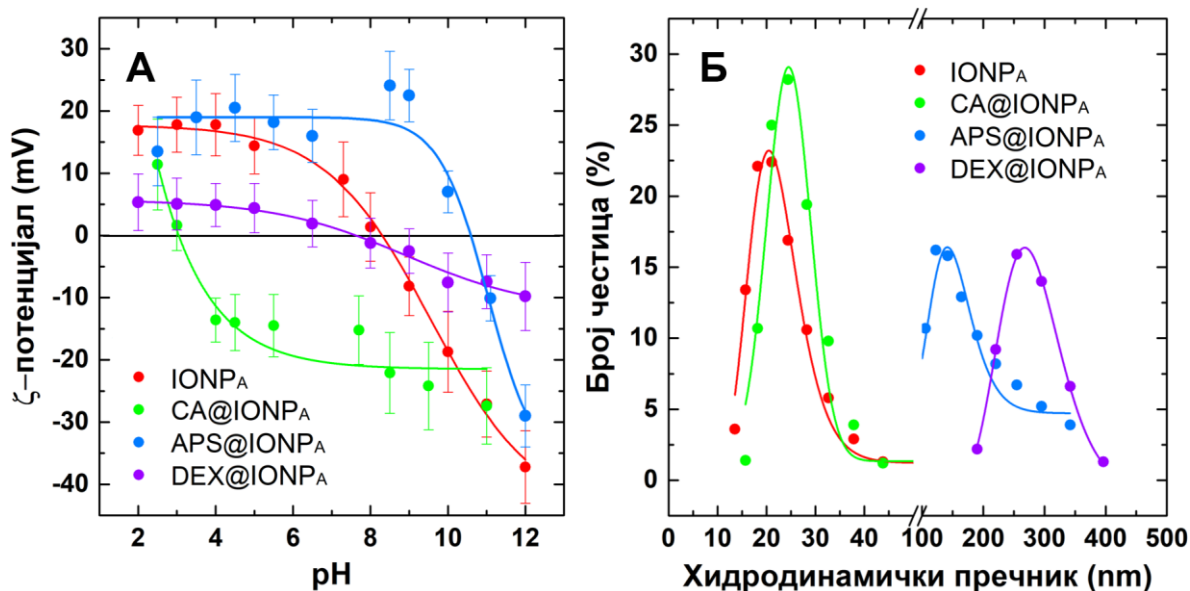 А
ζ–потенцијал (mV)
30
20
10
0
-10
-20
-30
-40
2
4
6
8
10
12
pH
IONPA
CA@IONPA
APS@IONPA
DEX@IONPA
Б
Број честица (%)
30
25
20
15
10
5
0
0
10
20
30
40
100
200
300
400
500
Хидродинамички пречник (nm)
IONPA
CA@IONPA
APS@IONPA
DEX@IONPA